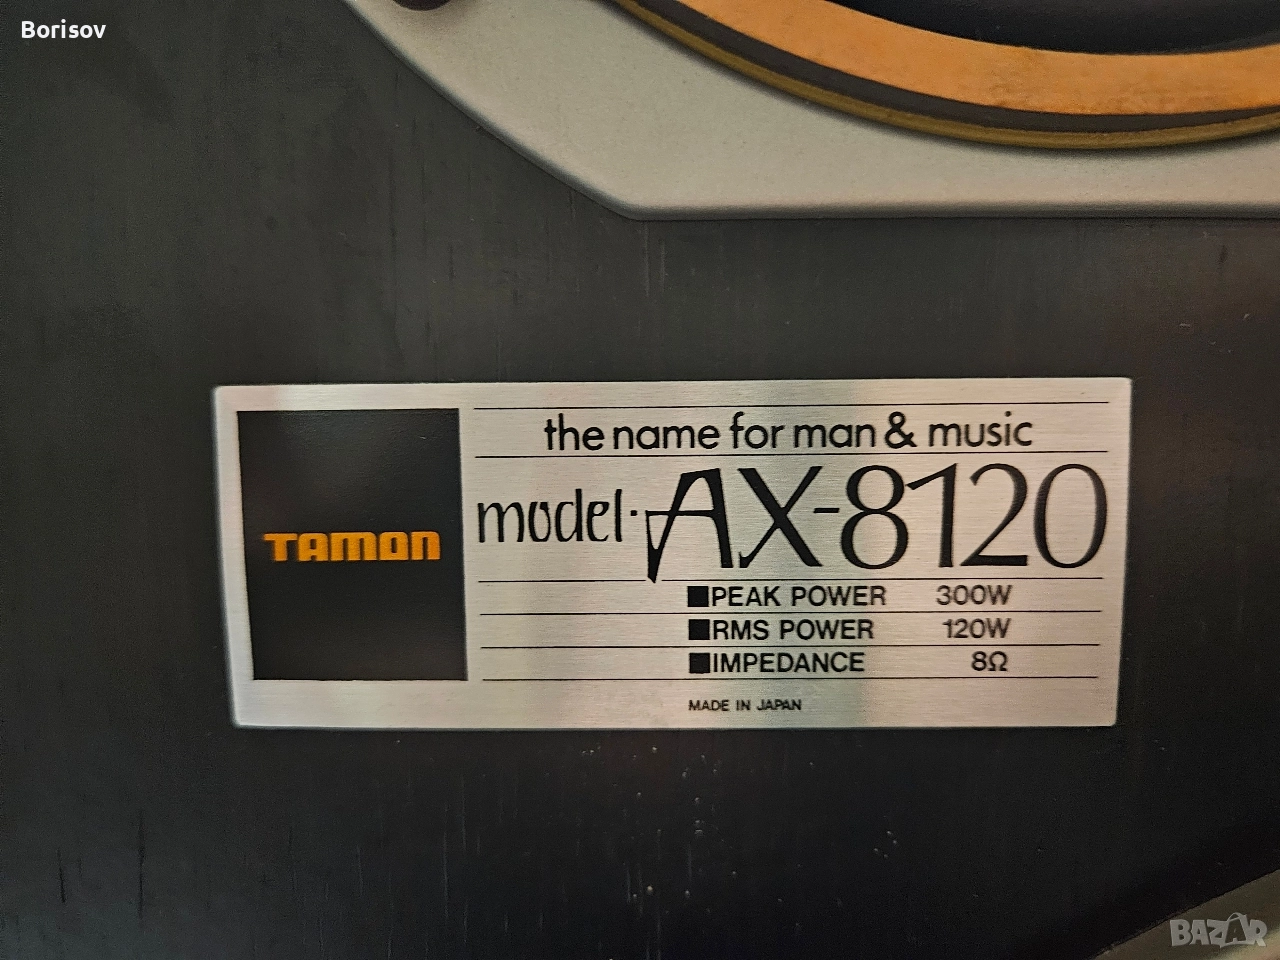 Borisov
the name for man & music
model·AX-8120
TAMON
■PEAK POWER 300W
■RMS POWER 120W
■IMPEDANCE 8Ω
MADE IN JAPAN
BAZAR